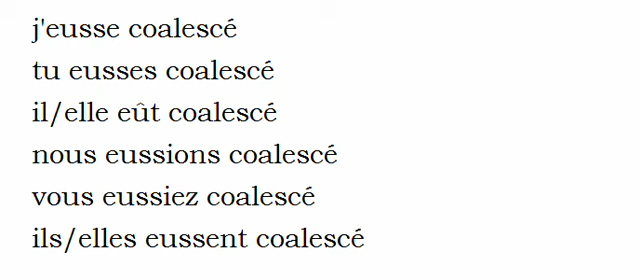 j'eusse coalescé
tu eusses coalescé
il/elle eût coalescé
nous eussions coalescé
vous eussiez coalescé
ils/elles eussent coalescé